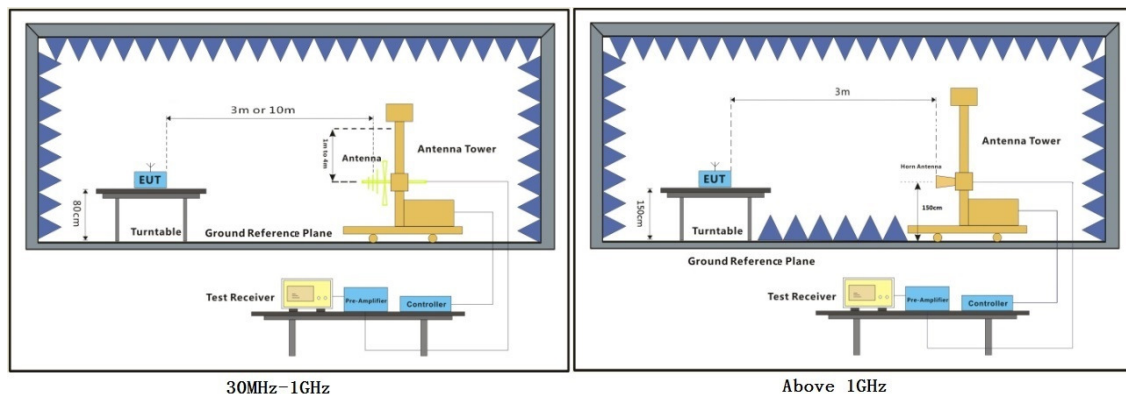 3m or 10m
1m to 4m
Antenna
Antenna Tower
EUT
80cm
Turntable
Ground Reference Plane
Test Receiver
Pre-Amplifier
Controller
30MHz-1GHz
3m
Antenna Tower
Horn Antenna
EUT
150cm
150cm
Turntable
Ground Reference Plane
Test Receiver
Pre-Amplifier
Controller
Above 1GHz